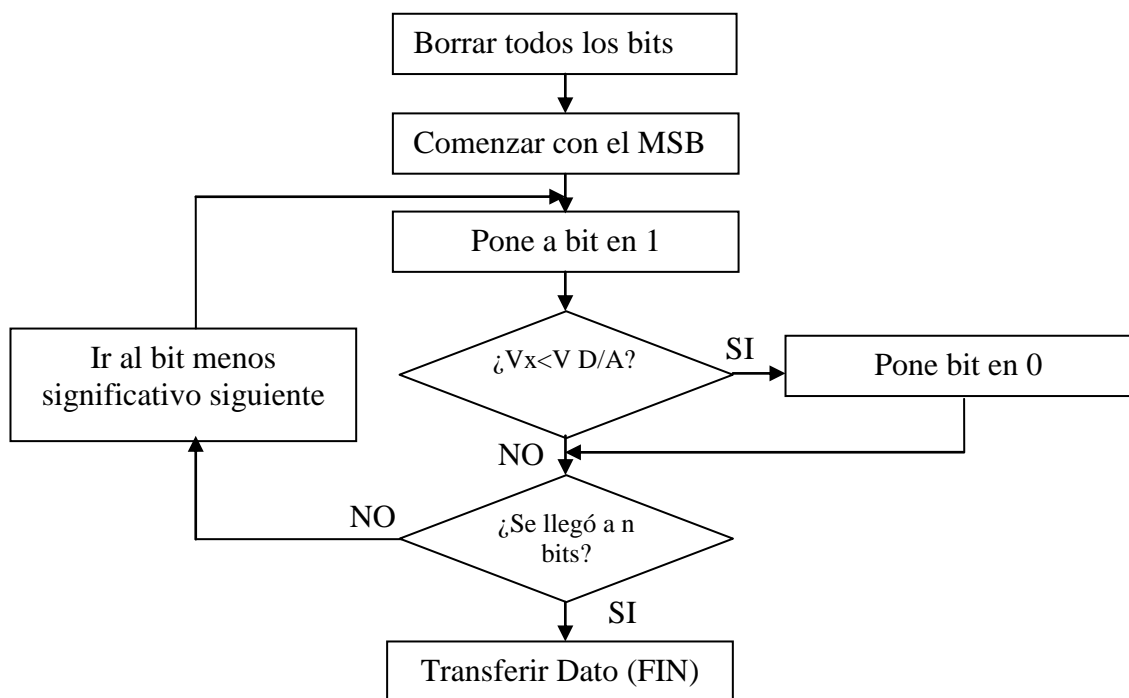 Borrar todos los bits
Comenzar con el MSB
Pone a bit en 1
¿Vx<V D/A?
SI
Pone bit en 0
Ir al bit menos
significativo siguiente
NO
NO
¿Se llegó a n
bits?
SI
Transferir Dato (FIN)